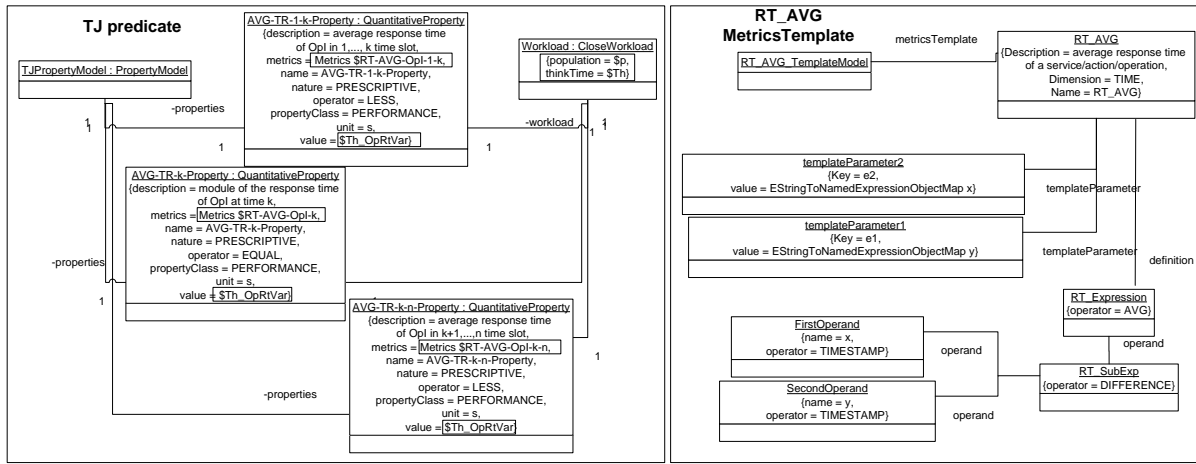 TJ predicate
TJPropertyModel : PropertyModel
AVG-TR-1-k-Property : QuantitativeProperty
{description = average response time
of OpI in 1,..., k time slot,
metrics = Metrics $RT-AVG-OpI-1-k,
name = AVG-TR-1-k-Property,
nature = PRESCRIPTIVE,
operator = LESS,
propertyClass = PERFORMANCE,
unit = s,
value = $Th_OpRtVar}
Workload : CloseWorkload
{population = $p,
thinkTime = $Th}
-properties
-workload
1
1
1
1
1
1
AVG-TR-k-Property : QuantitativeProperty
{description = module of the response time
of OpI at time k,
metrics = Metrics $RT-AVG-OpI-k,
name = AVG-TR-k-Property,
nature = PRESCRIPTIVE,
operator = EQUAL,
propertyClass = PERFORMANCE,
unit = s,
value = $Th_OpRtVar}
-properties
1
1
AVG-TR-k-n-Property : QuantitativeProperty
{description = average response time
of OpI in k+1,...,n time slot,
metrics = Metrics $RT-AVG-OpI-k-n,
name = AVG-TR-k-n-Property,
nature = PRESCRIPTIVE,
operator = LESS,
propertyClass = PERFORMANCE,
unit = s,
value = $Th_OpRtVar}
-properties
1
RT_AVG
MetricsTemplate
RT_AVG_TemplateModel
metricsTemplate
RT_AVG
{Description = average response time
of a service/action/operation,
Dimension = TIME,
Name = RT_AVG}
templateParameter2
{Key = e2,
value = EStringToNamedExpressionObjectMap x}
templateParameter
templateParameter1
{Key = e1,
value = EStringToNamedExpressionObjectMap y}
templateParameter
definition
RT_Expression
{operator = AVG}
operand
FirstOperand
{name = x,
operator = TIMESTAMP}
operand
RT_SubExp
{operator = DIFFERENCE}
SecondOperand
{name = y,
operator = TIMESTAMP}
operand